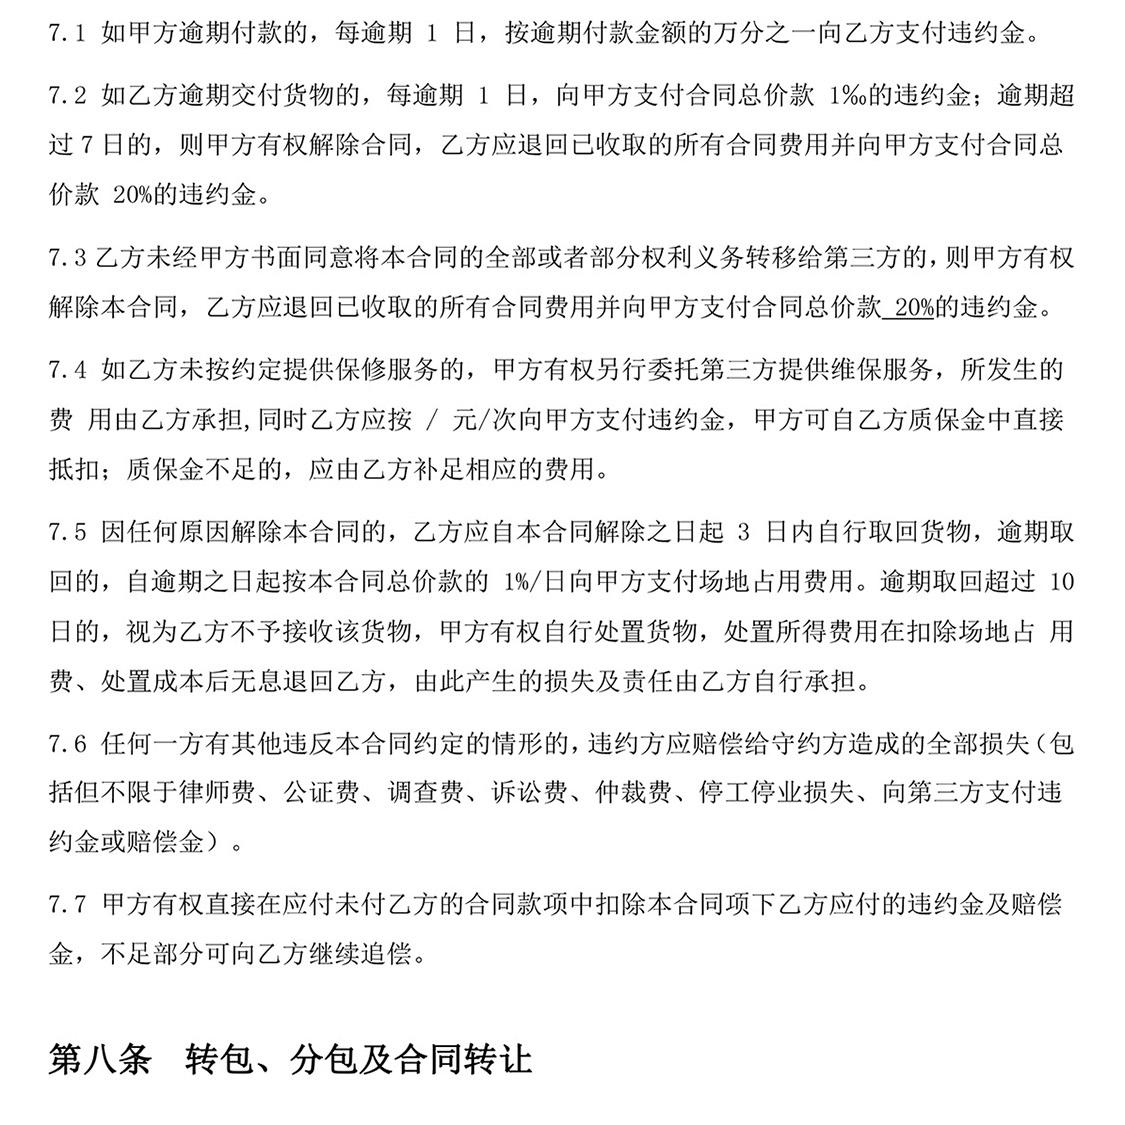 7.1 如甲方逾期付款的，每逾期 1 日，按逾期付款金额的万分之一向乙方支付违约金。
7.2 如乙方逾期交付货物的，每逾期 1 日，向甲方支付合同总价款 1‰的违约金；逾期超
过 7 日的，则甲方有权解除合同，乙方应退回已收取的所有合同费用并向甲方支付合同总
价款 20%的违约金。
7.3 乙方未经甲方书面同意将本合同的全部或者部分权利义务转移给第三方的，则甲方有权
解除本合同，乙方应退回已收取的所有合同费用并向甲方支付合同总价款 20%的违约金。
7.4 如乙方未按约定提供保修服务的，甲方有权另行委托第三方提供维保服务，所发生的
费 用由乙方承担,同时乙方应按 / 元/次向甲方支付违约金，甲方可自乙方质保金中直接
抵扣；质保金不足的，应由乙方补足相应的费用。
7.5 因任何原因解除本合同的，乙方应自本合同解除之日起 3 日内自行取回货物，逾期取
回的，自逾期之日起按本合同总价款的 1%/日向甲方支付场地占用费用。逾期取回超过 10
日的，视为乙方不予接收该货物，甲方有权自行处置货物，处置所得费用在扣除场地占 用
费、处置成本后无息退回乙方，由此产生的损失及责任由乙方自行承担。
7.6 任何一方有其他违反本合同约定的情形的，违约方应赔偿给守约方造成的全部损失（包
括但不限于律师费、公证费、调查费、诉讼费、仲裁费、停工停业损失、向第三方支付违
约金或赔偿金）。
7.7 甲方有权直接在应付未付乙方的合同款项中扣除本合同项下乙方应付的违约金及赔偿
金，不足部分可向乙方继续追偿。
第八条 转包、分包及合同转让